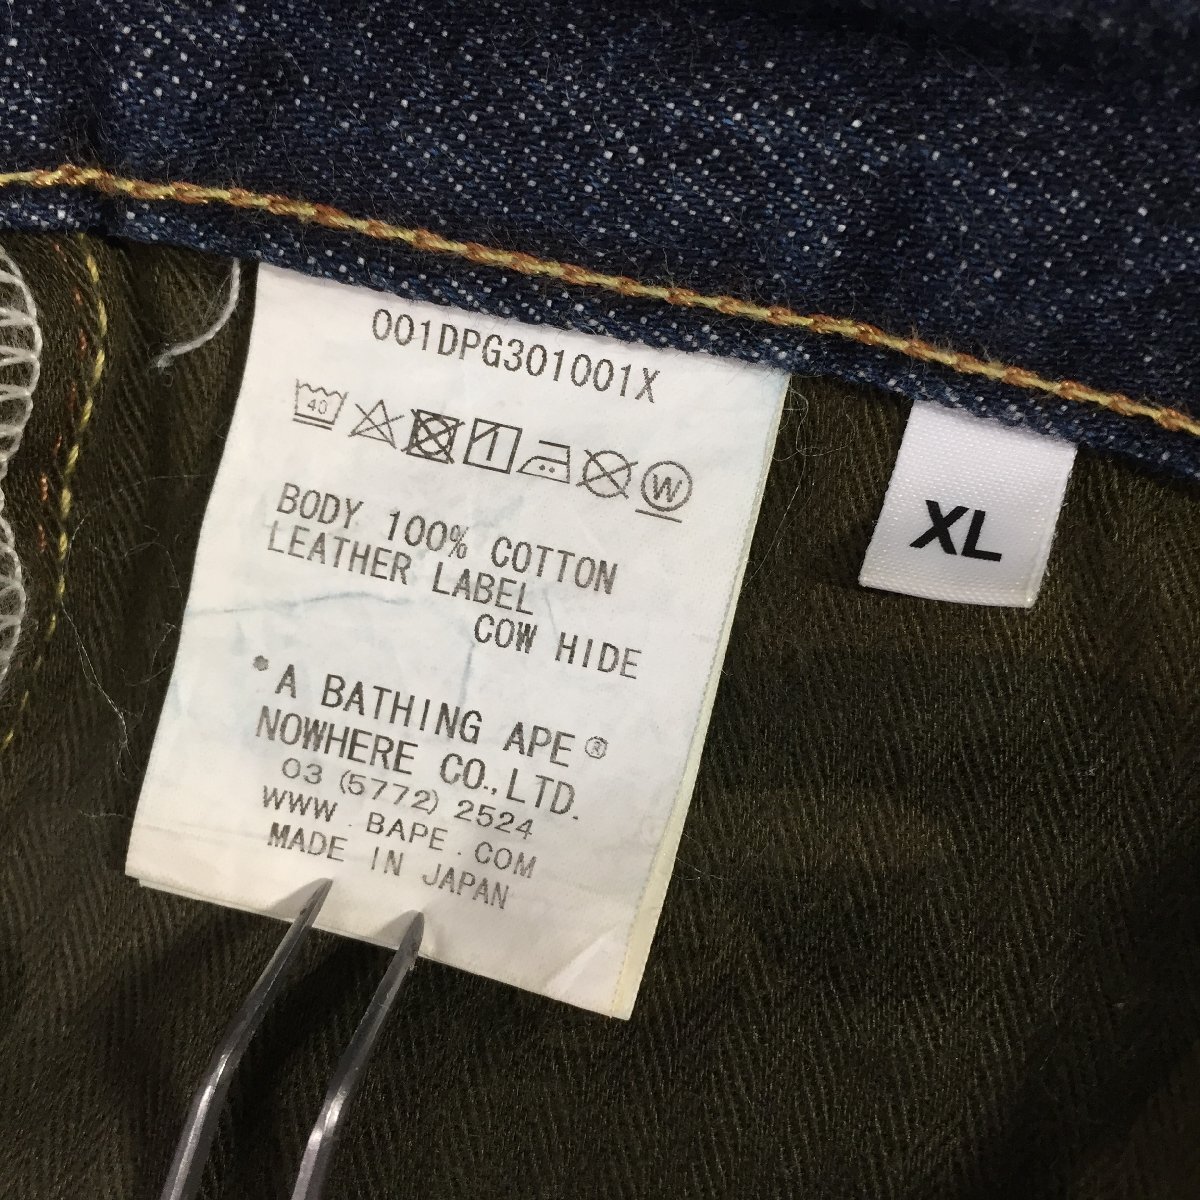 001DPG301001X
40
W
BODY 100% COTTON
LEATHER LABEL
COW HIDE
*A BATHING APE®
NOWHERE CO.,LTD.
03 (5772) 2524
WWW.BAPE.COM
MADE IN JAPAN
XL